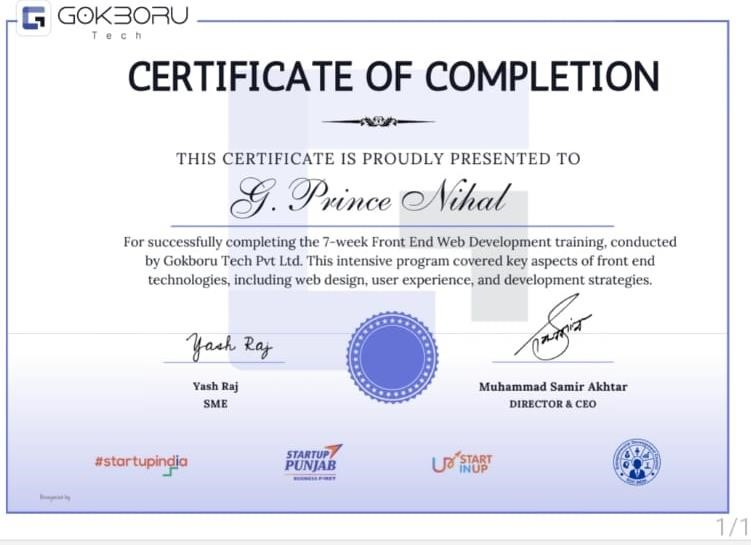 GOKBORU
Tech
CERTIFICATE OF COMPLETION
THIS CERTIFICATE IS PROUDLY PRESENTED TO
G. Prince Nihal
For successfully completing the 7-week Front End Web Development training, conducted
by Gokboru Tech Pvt Ltd. This intensive program covered key aspects of front end
technologies, including web design, user experience, and development strategies.
Yash Raj
Yash Raj
SME
Muhammad Samir Akhtar
DIRECTOR & CEO
#startupindia
STARTUP
PUNJAB
BUSINESS FIRST
START
IN UP
Recognized by
1/1